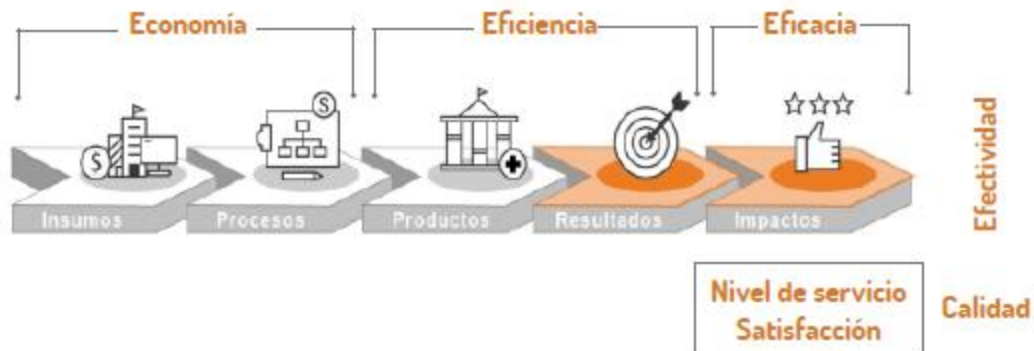 Economía
Eficiencia
Eficacia
$
$
Insumos
Procesos
Productos
Resultados
Impactos
Efectividad
Nivel de servicio
Satisfacción
Calidad